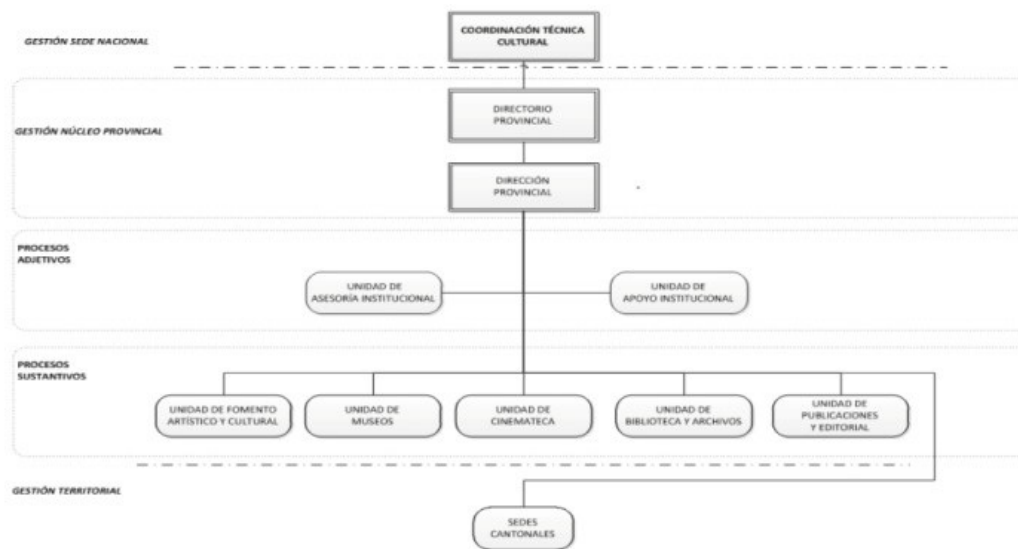 COORDINACIÓN TÉCNICA
CULTURAL
GESTIÓN SEDE NACIONAL
DIRECTORIO
PROVINCIAL
GESTIÓN NÚCLEO PROVINCIAL
DIRECCIÓN
PROVINCIAL
PROCESOS
ADJETIVOS
UNIDAD DE
ASESORÍA INSTITUCIONAL
UNIDAD DE
APOYO INSTITUCIONAL
PROCESOS
SUSTANTIVOS
UNIDAD DE FOMENTO
ARTÍSTICO Y CULTURAL
UNIDAD DE
MUSEOS
UNIDAD DE
CINEMATECA
UNIDAD DE
BIBLIOTECA Y ARCHIVOS
UNIDAD DE
PUBLICACIONES
Y EDITORIAL
GESTIÓN TERRITORIAL
SEDES
CANTONALES